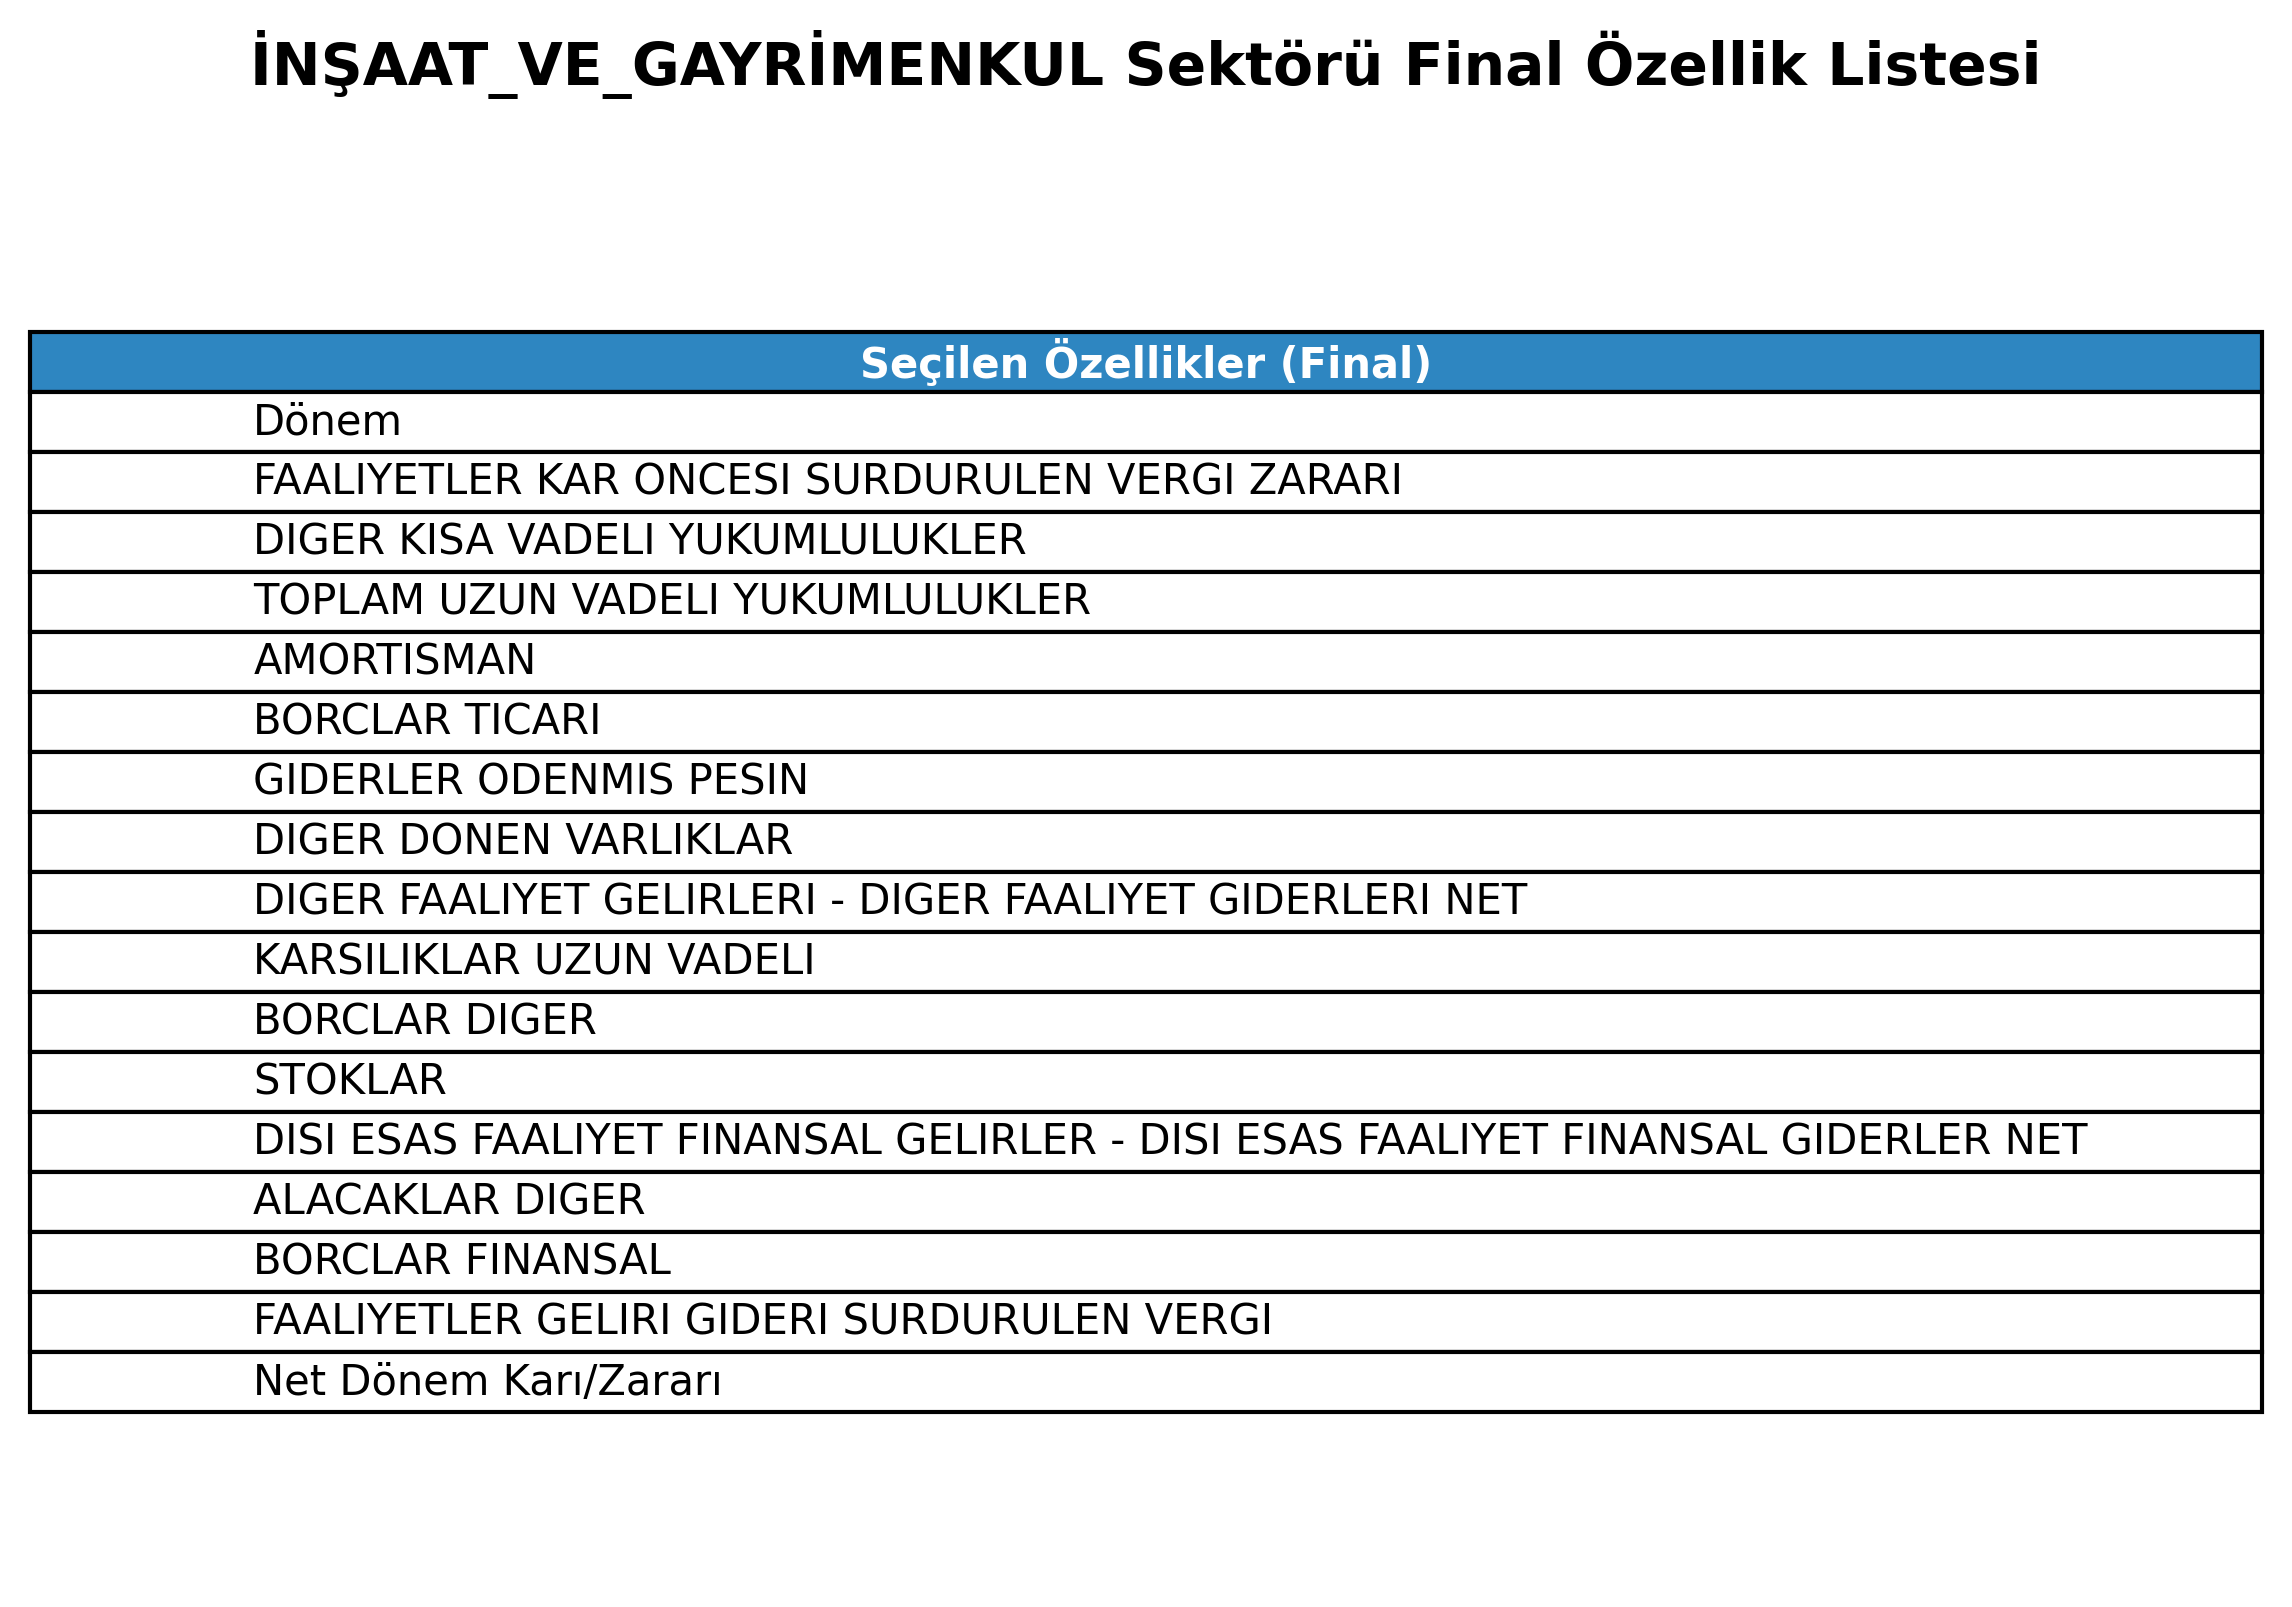 İNŞAAT_VE_GAYRİMENKUL Sektörü Final Özellik Listesi
Seçilen Özellikler (Final)
Dönem
FAALIYETLER KAR ONCESI SURDURULEN VERGI ZARARI
DIGER KISA VADELI YUKUMLULUKLER
TOPLAM UZUN VADELI YUKUMLULUKLER
AMORTISMAN
BORCLAR TICARI
GIDERLER ODENMIS PESIN
DIGER DONEN VARLIKLAR
DIGER FAALIYET GELIRLERI - DIGER FAALIYET GIDERLERI NET
KARSILIKLAR UZUN VADELI
BORCLAR DIGER
STOKLAR
DISI ESAS FAALIYET FINANSAL GELIRLER - DISI ESAS FAALIYET FINANSAL GIDERLER NET
ALACAKLAR DIGER
BORCLAR FINANSAL
FAALIYETLER GELIRI GIDERI SURDURULEN VERGI
Net Dönem Karı/Zararı